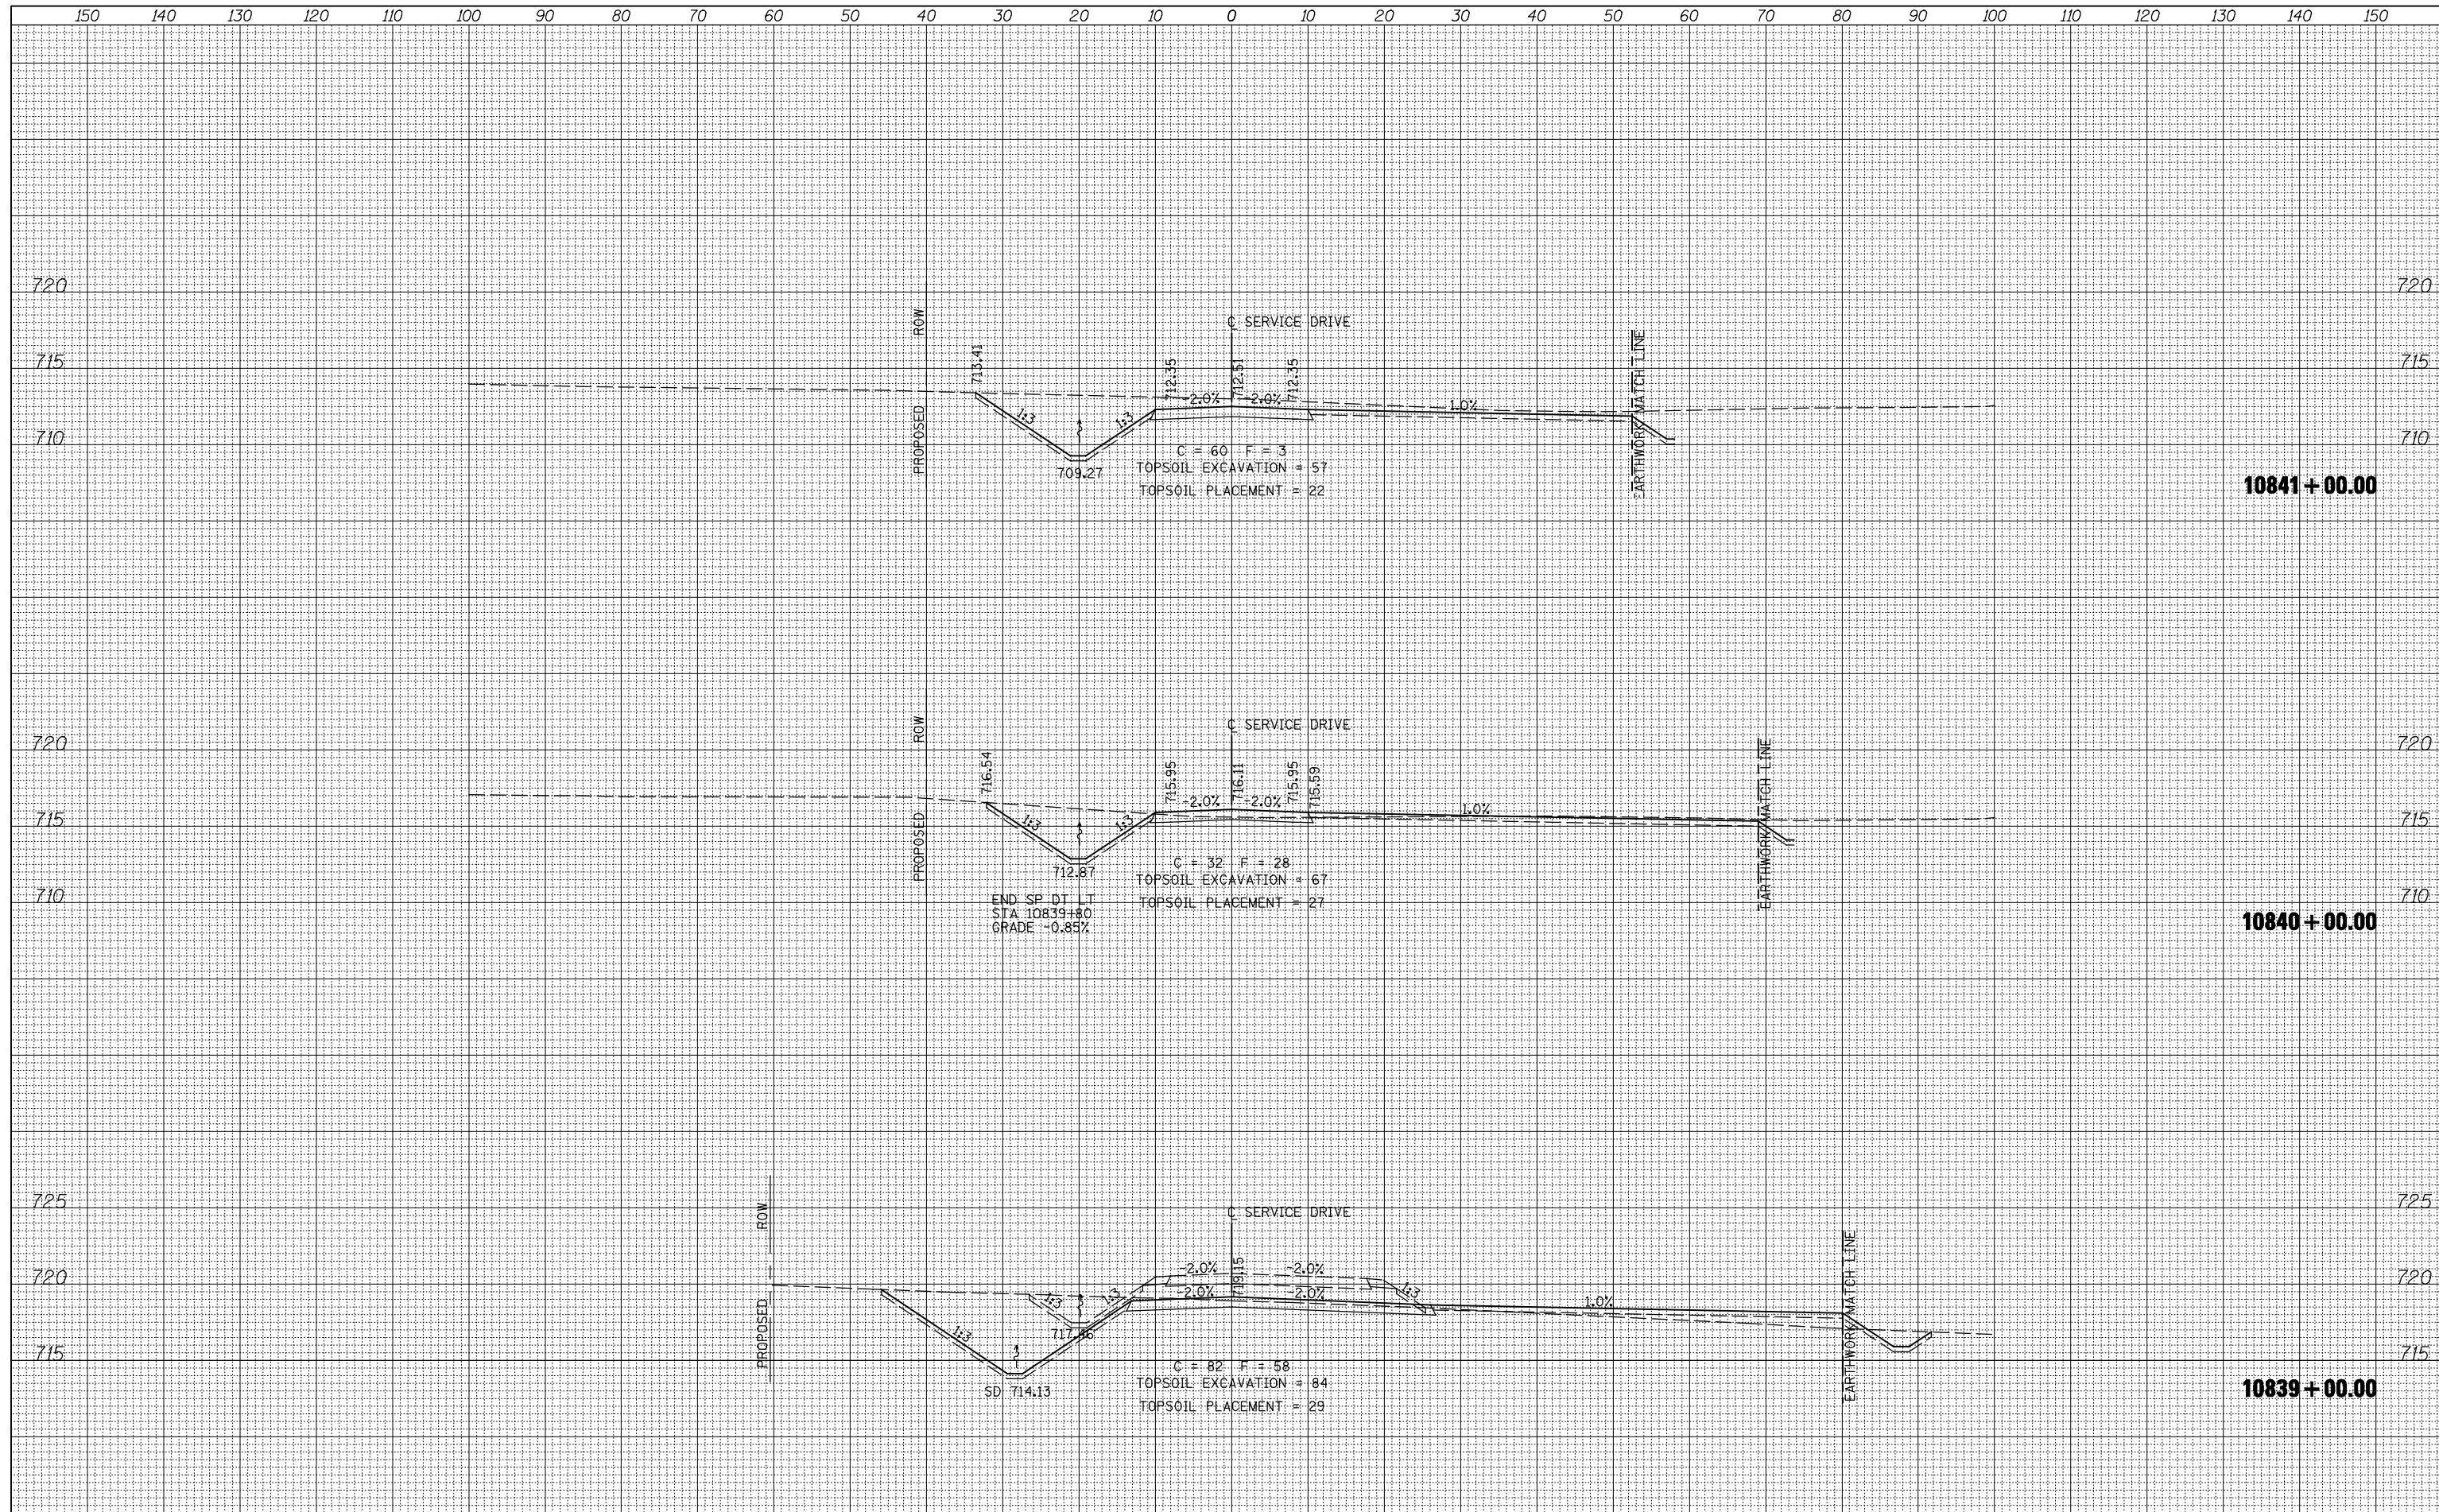 150 140 130 120 110 100 90 80 70 60 50 40 30 20 10 0 10 20 30 40 50 60 70 80 90 100 110 120 130 140 150
720 720
PROPOSED ROW
℄ SERVICE DRIVE
EARTHWORK MATCH LINE
715 715
713.41 712.35 712.51 712.35
1:3 1:3 -2.0% -2.0% 1.0%
710 710
709.27
C = 60 F = 3
TOPSOIL EXCAVATION = 57
TOPSOIL PLACEMENT = 22
10841+00.00
720 720
PROPOSED ROW
℄ SERVICE DRIVE
EARTHWORK MATCH LINE
716.54 715.95 716.11 715.95 715.59
1:3 1:3 -2.0% -2.0% 1.0%
715 715
712.87
C = 32 F = 28
TOPSOIL EXCAVATION = 67
TOPSOIL PLACEMENT = 27
710 710
END SP DT LT
STA 10839+80
GRADE -0.85%
10840+00.00
725 725
PROPOSED ROW
℄ SERVICE DRIVE
EARTHWORK MATCH LINE
720 720
719.15
-2.0% -2.0%
1:3 1:3 1:3
-2.0% -2.0% 1.0%
1:3
717.46
715 715
SD 714.13
C = 82 F = 58
TOPSOIL EXCAVATION = 84
TOPSOIL PLACEMENT = 29
10839+00.00